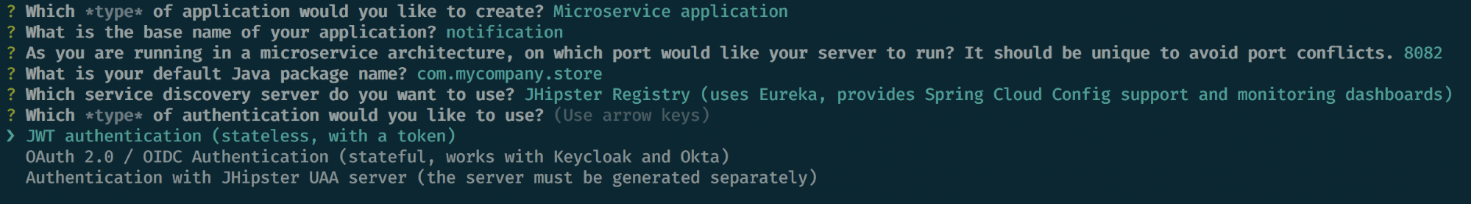 ? Which *type* of application would you like to create? Microservice application
? What is the base name of your application? notification
? As you are running in a microservice architecture, on which port would like your server to run? It should be unique to avoid port conflicts. 8082
? What is your default Java package name? com.mycompany.store
? Which service discovery server do you want to use? JHipster Registry (uses Eureka, provides Spring Cloud Config support and monitoring dashboards)
? Which *type* of authentication would you like to use? (Use arrow keys)
❯ JWT authentication (stateless, with a token)
OAuth 2.0 / OIDC Authentication (stateful, works with Keycloak and Okta)
Authentication with JHipster UAA server (the server must be generated separately)